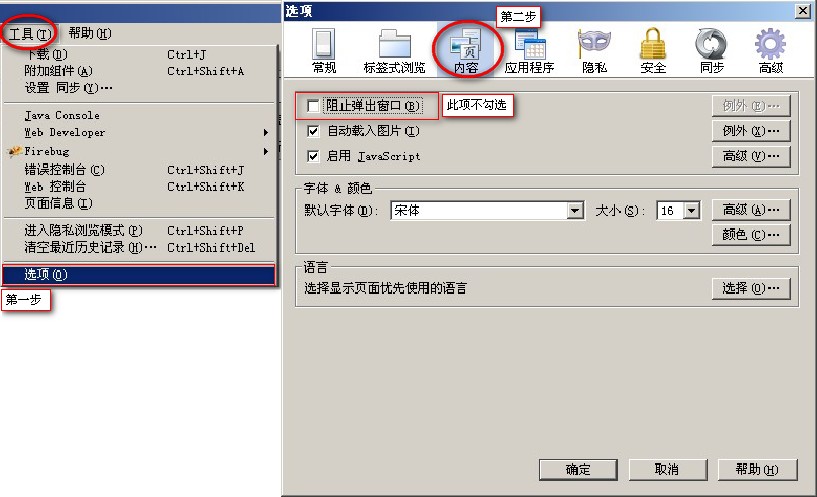 工具(T) 帮助(H)
下载(D) Ctrl+J
附加组件(A) Ctrl+Shift+A
设置 同步(Y)...
Java Console
Web Developer
Firebug
错误控制台(C) Ctrl+Shift+J
Web 控制台 Ctrl+Shift+K
页面信息(I)
进入隐私浏览模式(P) Ctrl+Shift+P
清空最近历史记录(H)... Ctrl+Shift+Del
选项(O)
第一步
选项
第二步
常规 标签式浏览 内容 应用程序 隐私 安全 同步 高级
阻止弹出窗口(B) 此项不勾选 例外(E)...
自动载入图片(I) 例外(X)...
启用 JavaScript 高级(V)...
字体 & 颜色
默认字体(D): 宋体 大小(S): 16 高级(A)...
颜色(C)...
语言
选择显示页面优先使用的语言 选择(O)...
确定 取消 帮助(H)